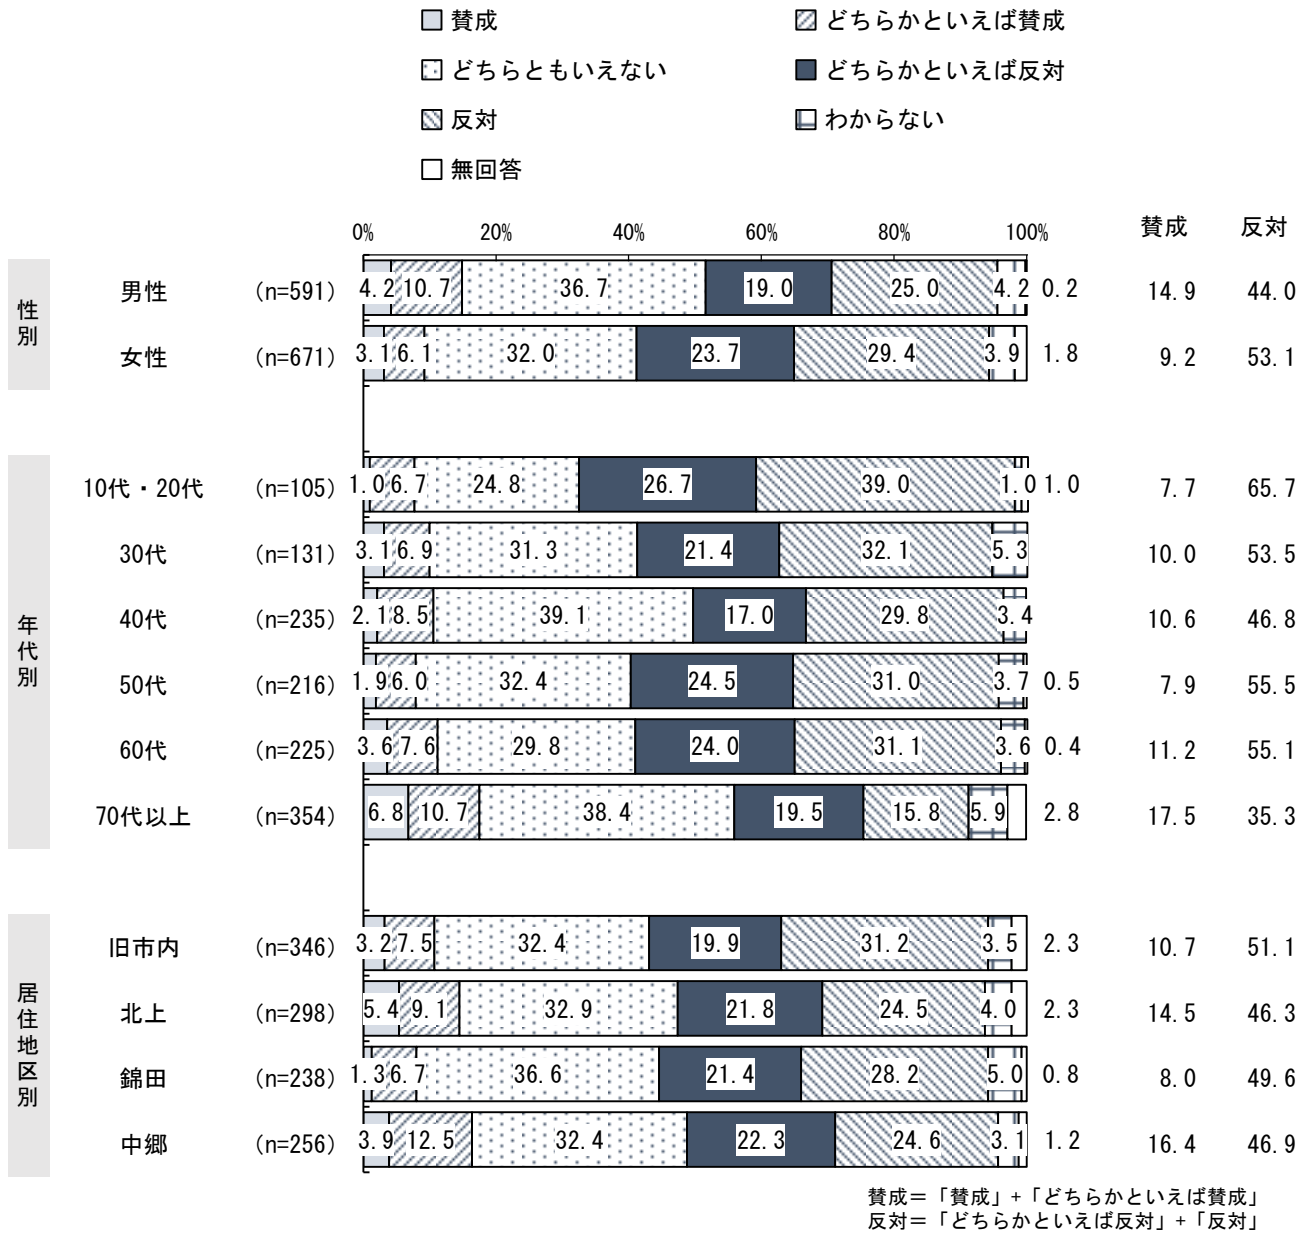 賛成 どちらかといえば賛成
どちらともいえない どちらかといえば反対
反対 わからない
無回答
0% 20% 40% 60% 80% 100% 賛成 反対
性別
男性 (n=591) 4.2 10.7 36.7 19.0 25.0 4.2 0.2 14.9 44.0
女性 (n=671) 3.1 6.1 32.0 23.7 29.4 3.9 1.8 9.2 53.1
年代別
10代・20代 (n=105) 1.0 6.7 24.8 26.7 39.0 1.0 1.0 7.7 65.7
30代 (n=131) 3.1 6.9 31.3 21.4 32.1 5.3 10.0 53.5
40代 (n=235) 2.1 8.5 39.1 17.0 29.8 3.4 10.6 46.8
50代 (n=216) 1.9 6.0 32.4 24.5 31.0 3.7 0.5 7.9 55.5
60代 (n=225) 3.6 7.6 29.8 24.0 31.1 3.6 0.4 11.2 55.1
70代以上 (n=354) 6.8 10.7 38.4 19.5 15.8 5.9 2.8 17.5 35.3
居住地区別
旧市内 (n=346) 3.2 7.5 32.4 19.9 31.2 3.5 2.3 10.7 51.1
北上 (n=298) 5.4 9.1 32.9 21.8 24.5 4.0 2.3 14.5 46.3
錦田 (n=238) 1.3 6.7 36.6 21.4 28.2 5.0 0.8 8.0 49.6
中郷 (n=256) 3.9 12.5 32.4 22.3 24.6 3.1 1.2 16.4 46.9
賛成＝「賛成」+「どちらかといえば賛成」
反対＝「どちらかといえば反対」+「反対」